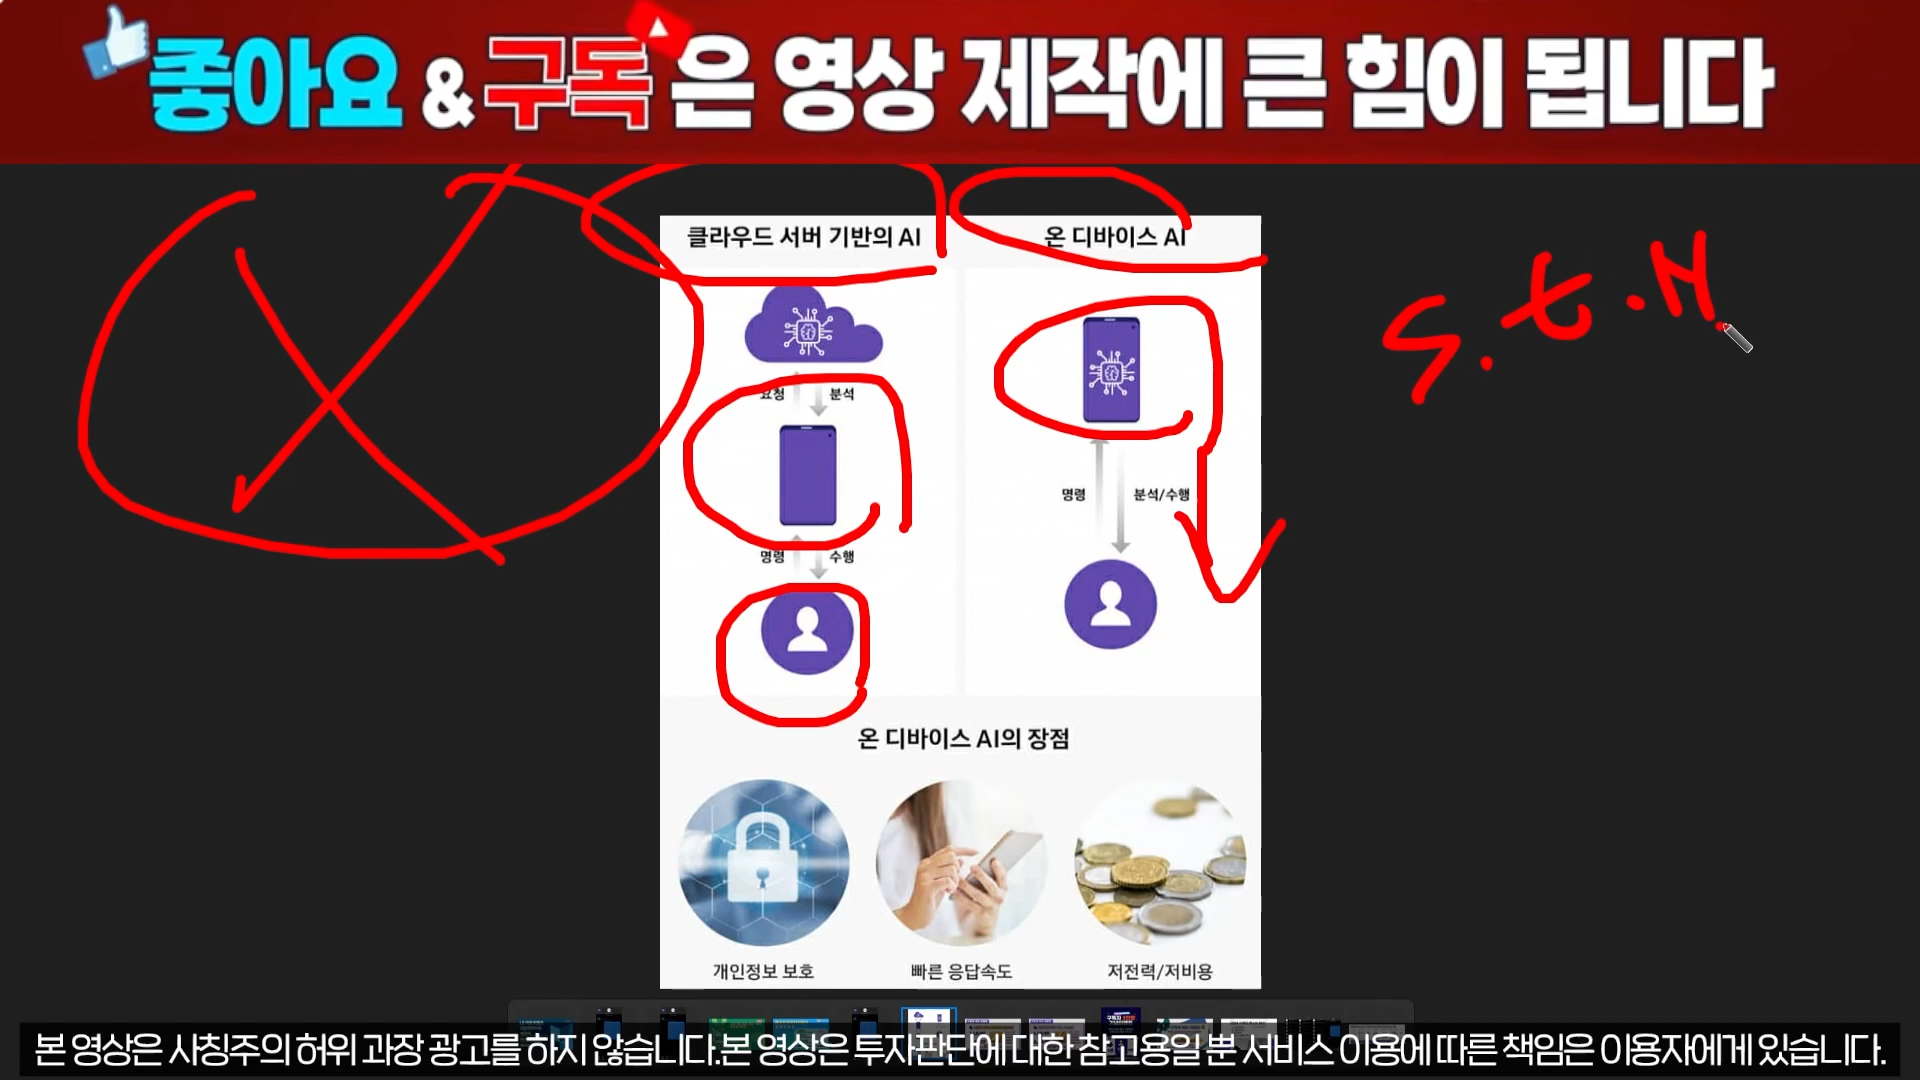 좋아요 & 구독은 영상 제작에 큰 힘이 됩니다
클라우드 서버 기반의 AI
온 디바이스 AI
S.t.M.
요청 분석
명령 분석/수행
명령 수행
온 디바이스 AI의 장점
개인정보 보호
빠른 응답속도
저전력/저비용
본 영상은 사칭주의 허위 과장 광고를 하지 않습니다.본 영상은 투자판단에 대한 참고용일 뿐 서비스 이용에 따른 책임은 이용자에게 있습니다.